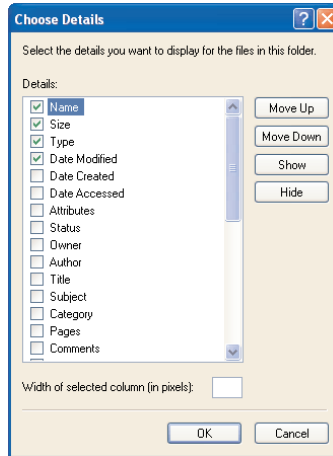 Choose Details
Select the details you want to display for the files in this folder.
Details:
Name
Size
Type
Date Modified
Date Created
Date Accessed
Attributes
Status
Owner
Author
Title
Subject
Category
Pages
Comments
Move Up
Move Down
Show
Hide
Width of selected column (in pixels):
OK
Cancel